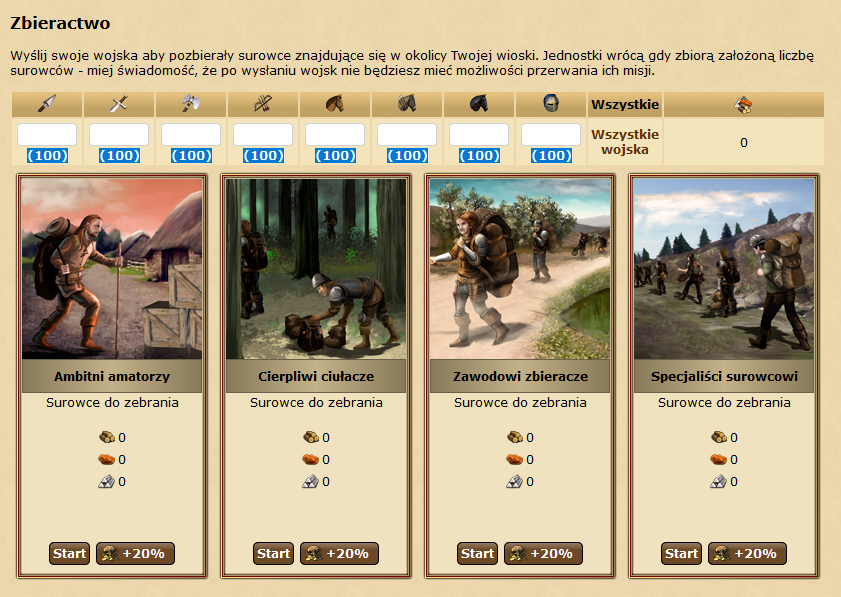 Zbieractwo
Wyślij swoje wojska aby pozbierały surowce znajdujące się w okolicy Twojej wioski. Jednostki wrócą gdy zbiorą założoną liczbę
surowców - miej świadomość, że po wysłaniu wojsk nie będziesz mieć możliwości przerwania ich misji.
Wszystkie
(100) (100) (100) (100) (100) (100) (100) (100)
Wszystkie
wojska
0
Ambitni amatorzy Cierpliwi ciułacze Zawodowi zbieracze Specjaliści surowcowi
Surowce do zebrania Surowce do zebrania Surowce do zebrania Surowce do zebrania
0 0 0 0
0 0 0 0
0 0 0 0
Start +20% Start +20% Start +20% Start +20%